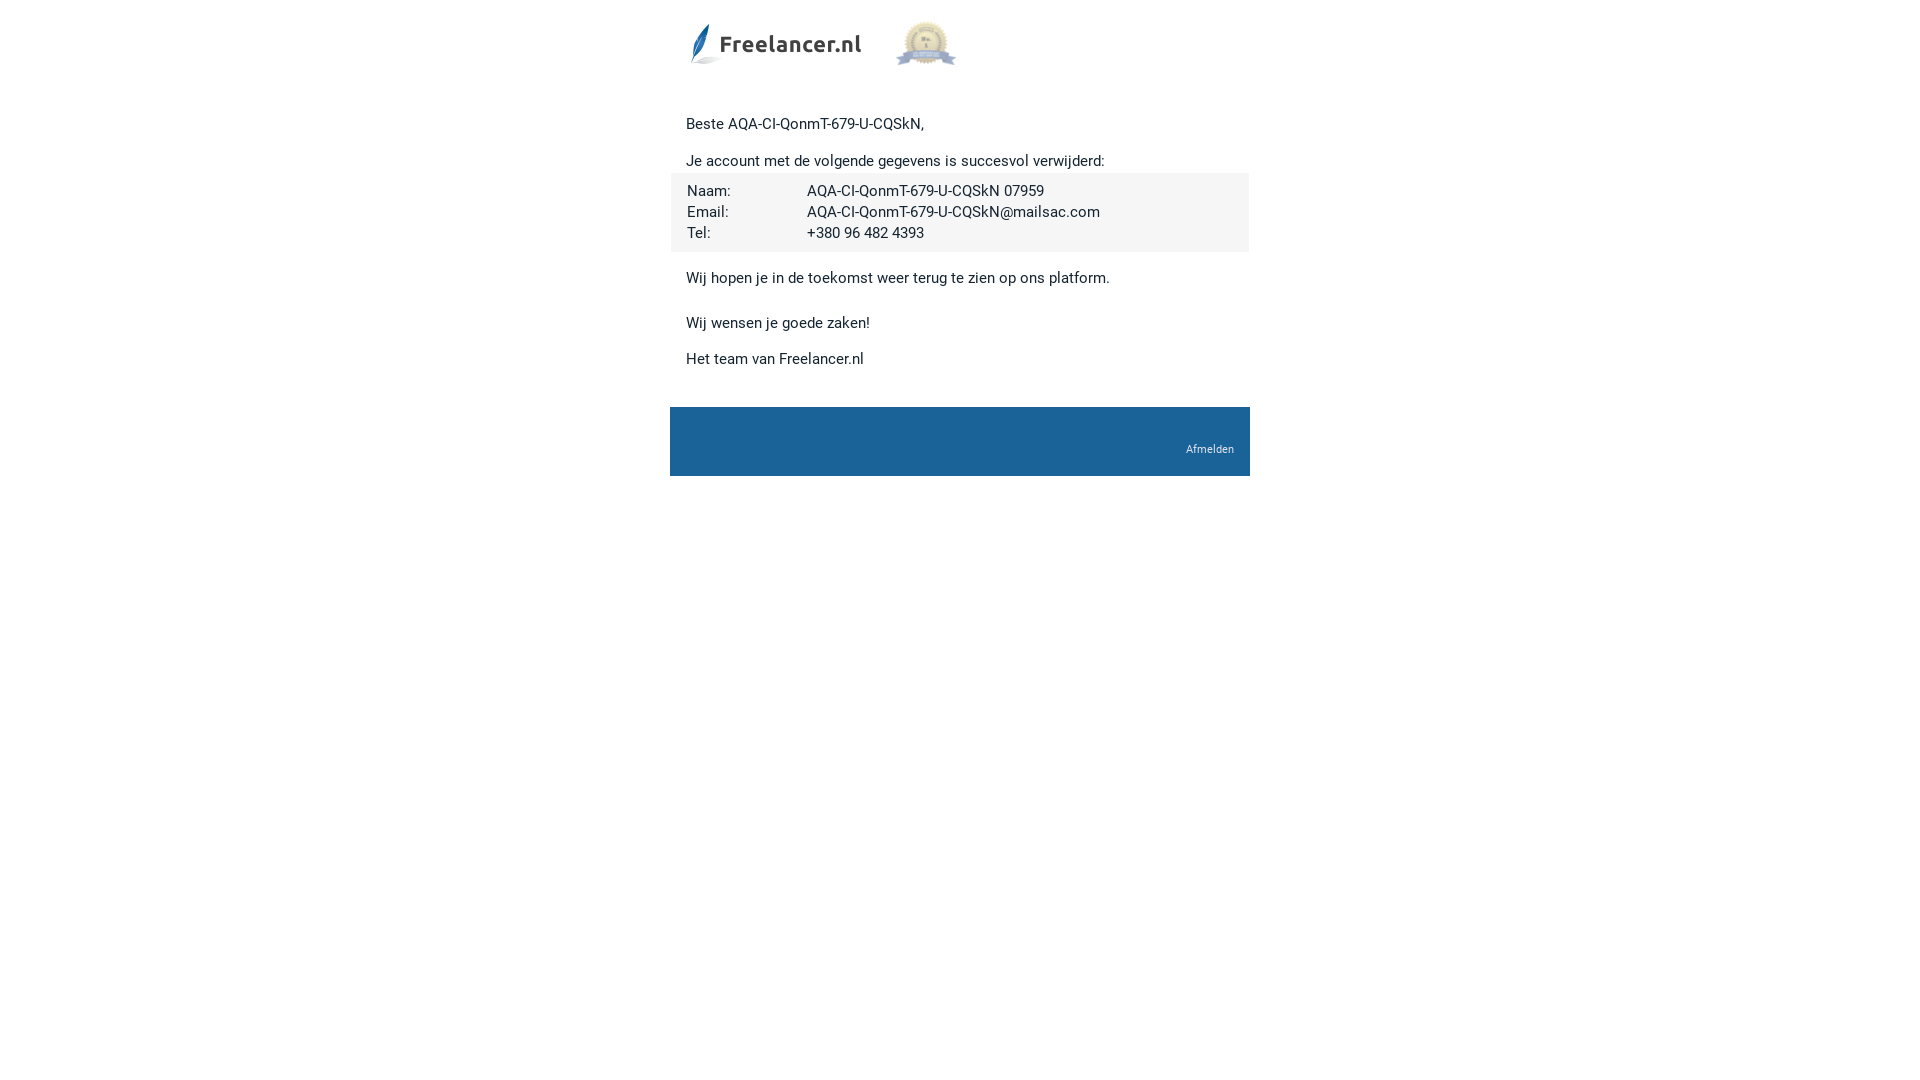 Freelancer.nl
No.
1
Beste AQA-CI-QonmT-679-U-CQSkN,
Je account met de volgende gegevens is succesvol verwijderd:
Naam: AQA-CI-QonmT-679-U-CQSkN 07959
Email: AQA-CI-QonmT-679-U-CQSkN@mailsac.com
Tel: +380 96 482 4393
Wij hopen je in de toekomst weer terug te zien op ons platform.
Wij wensen je goede zaken!
Het team van Freelancer.nl
Afmelden